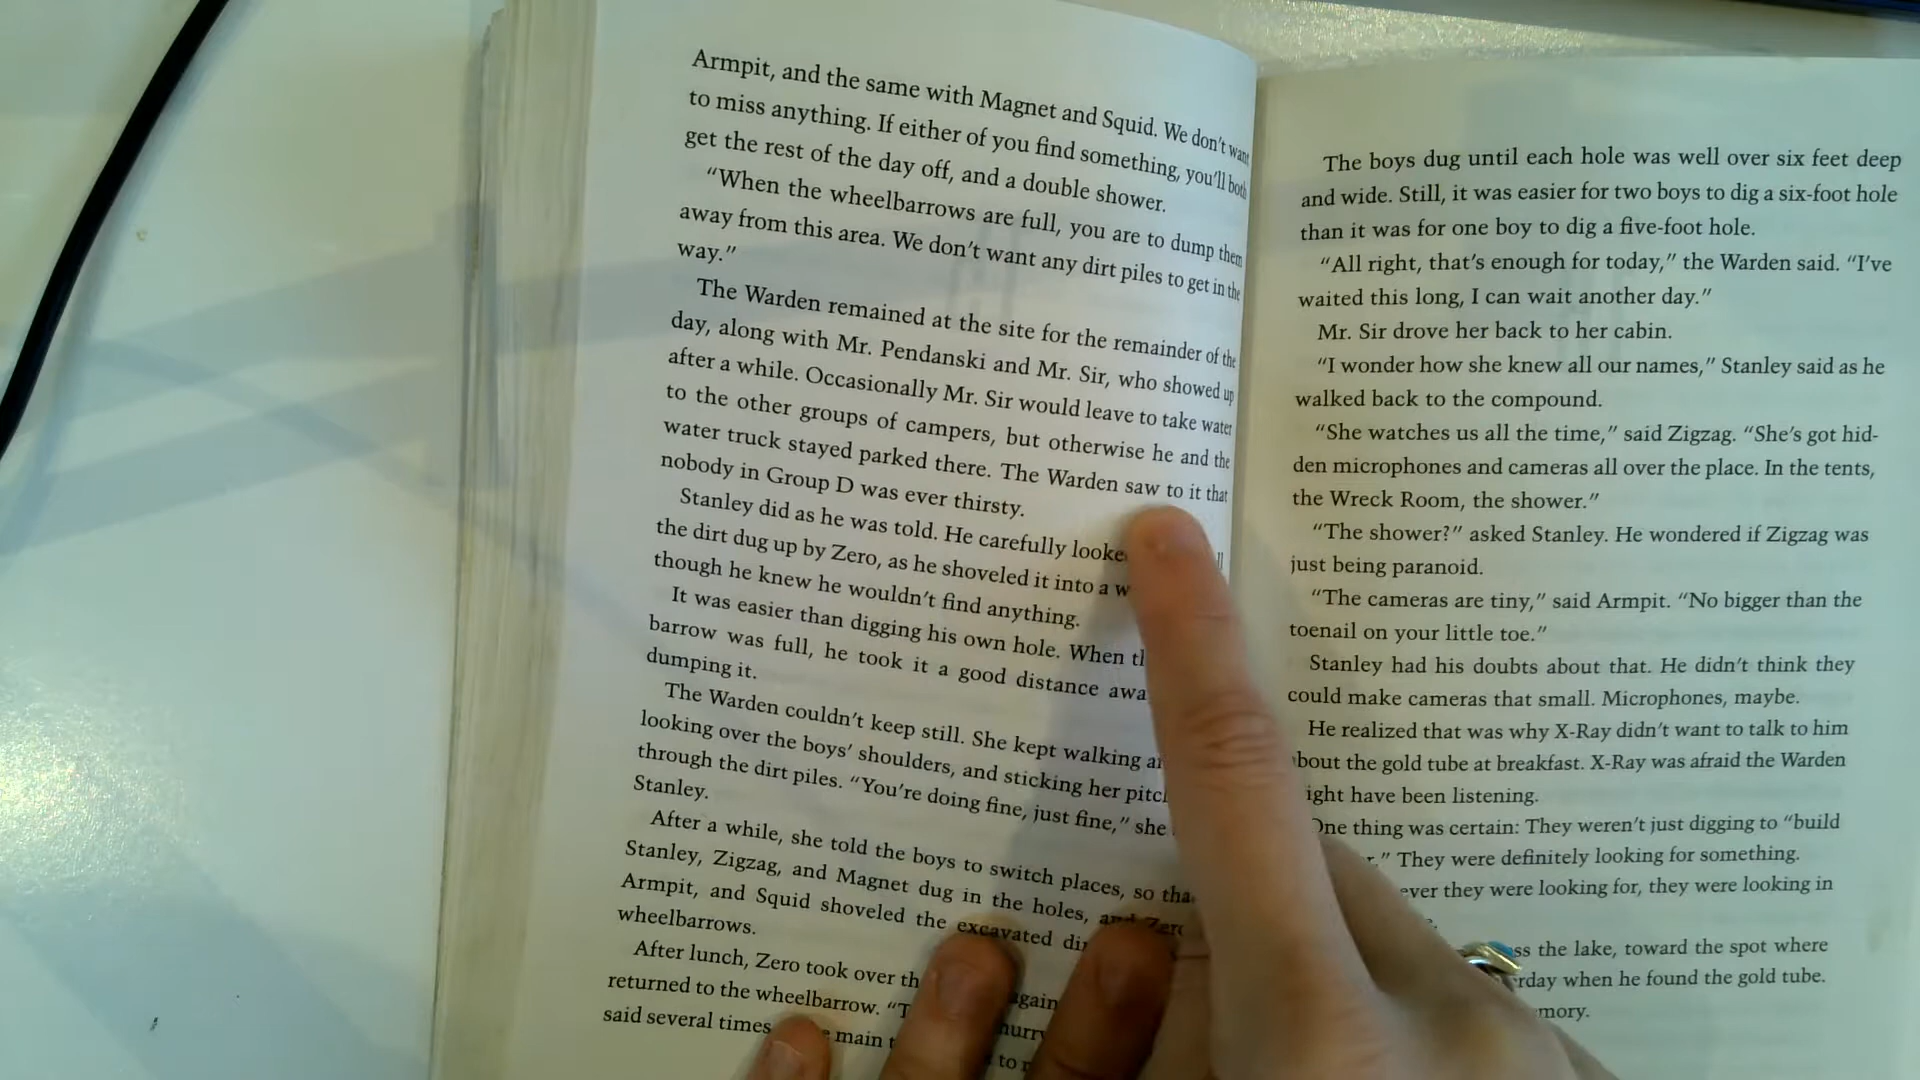 Armpit, and the same with Magnet and Squid. We don't want
to miss anything. If either of you find something, you'll both
get the rest of the day off, and a double shower.
“When the wheelbarrows are full, you are to dump them
away from this area. We don't want any dirt piles to get in the
way.”
The Warden remained at the site for the remainder of the
day, along with Mr. Pendanski and Mr. Sir, who showed up
after a while. Occasionally Mr. Sir would leave to take water
to the other groups of campers, but otherwise he and the
water truck stayed parked there. The Warden saw to it that
nobody in Group D was ever thirsty.
Stanley did as he was told. He carefully
the dirt dug up by Zero, as he shoveled it into a
though he knew he wouldn't find anything.
It was easier than digging his own hole. When
barrow was full, he took it a good distance
dumping it.
The Warden couldn't keep still. She kept walking
looking over the boys' shoulders, and sticking her
through the dirt piles. “You're doing fine, just fine,” she
Stanley.
After a while, she told the boys to switch places, so
Stanley, Zigzag, and Magnet dug in the holes, and
Armpit, and Squid shoveled the excavated
wheelbarrows.
After lunch, Zero took over again
returned to the wheelbarrow.
said several times main to
The boys dug until each hole was well over six feet deep
and wide. Still, it was easier for two boys to dig a six-foot hole
than it was for one boy to dig a five-foot hole.
“All right, that's enough for today,” the Warden said. “I've
waited this long, I can wait another day.”
Mr. Sir drove her back to her cabin.
“I wonder how she knew all our names,” Stanley said as he
walked back to the compound.
“She watches us all the time,” said Zigzag. “She's got hid-
den microphones and cameras all over the place. In the tents,
the Wreck Room, the shower.”
“The shower?” asked Stanley. He wondered if Zigzag was
just being paranoid.
“The cameras are tiny,” said Armpit. “No bigger than the
toenail on your little toe.”
Stanley had his doubts about that. He didn't think they
could make cameras that small. Microphones, maybe.
He realized that was why X-Ray didn't want to talk to him
about the gold tube at breakfast. X-Ray was afraid the Warden
have been listening.
One thing was certain: They weren't just digging to “build
They were definitely looking for something.
they were looking for, they were looking in
the lake, toward the spot where
when he found the gold tube.